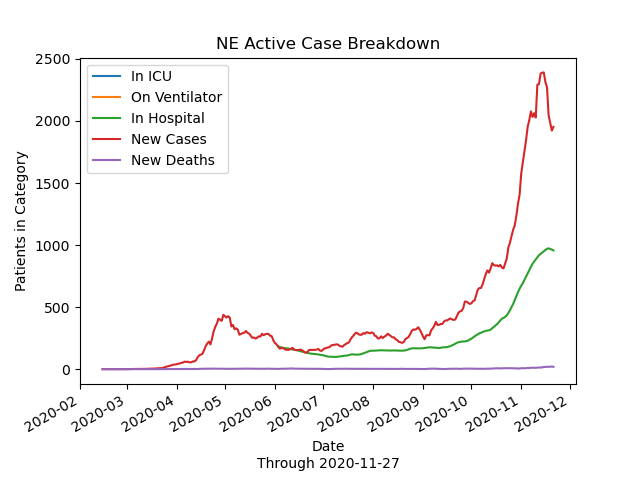 NE Active Case Breakdown
In ICU
On Ventilator
In Hospital
New Cases
New Deaths
Patients in Category
2500
2000
1500
1000
500
0
2020-02
2020-03
2020-04
2020-05
2020-06
2020-07
2020-08
2020-09
2020-10
2020-11
2020-12
Date
Through 2020-11-27